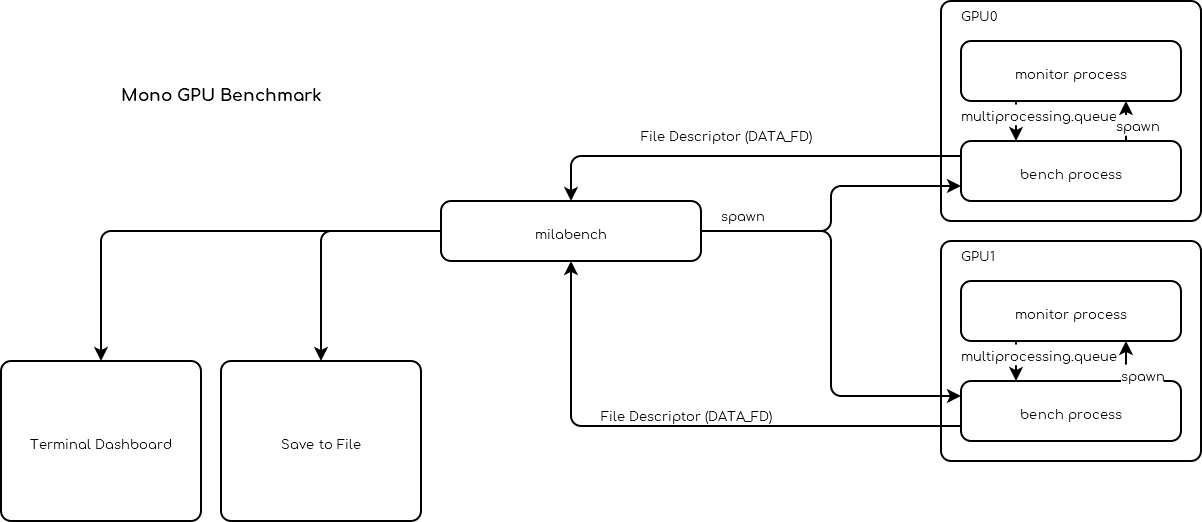 GPU0
monitor process
Mono GPU Benchmark
multiprocessing.queue
spawn
File Descriptor (DATA_FD)
bench process
spawn
milabench
GPU1
monitor process
multiprocessing.queue
spawn
File Descriptor (DATA_FD)
bench process
Terminal Dashboard
Save to File